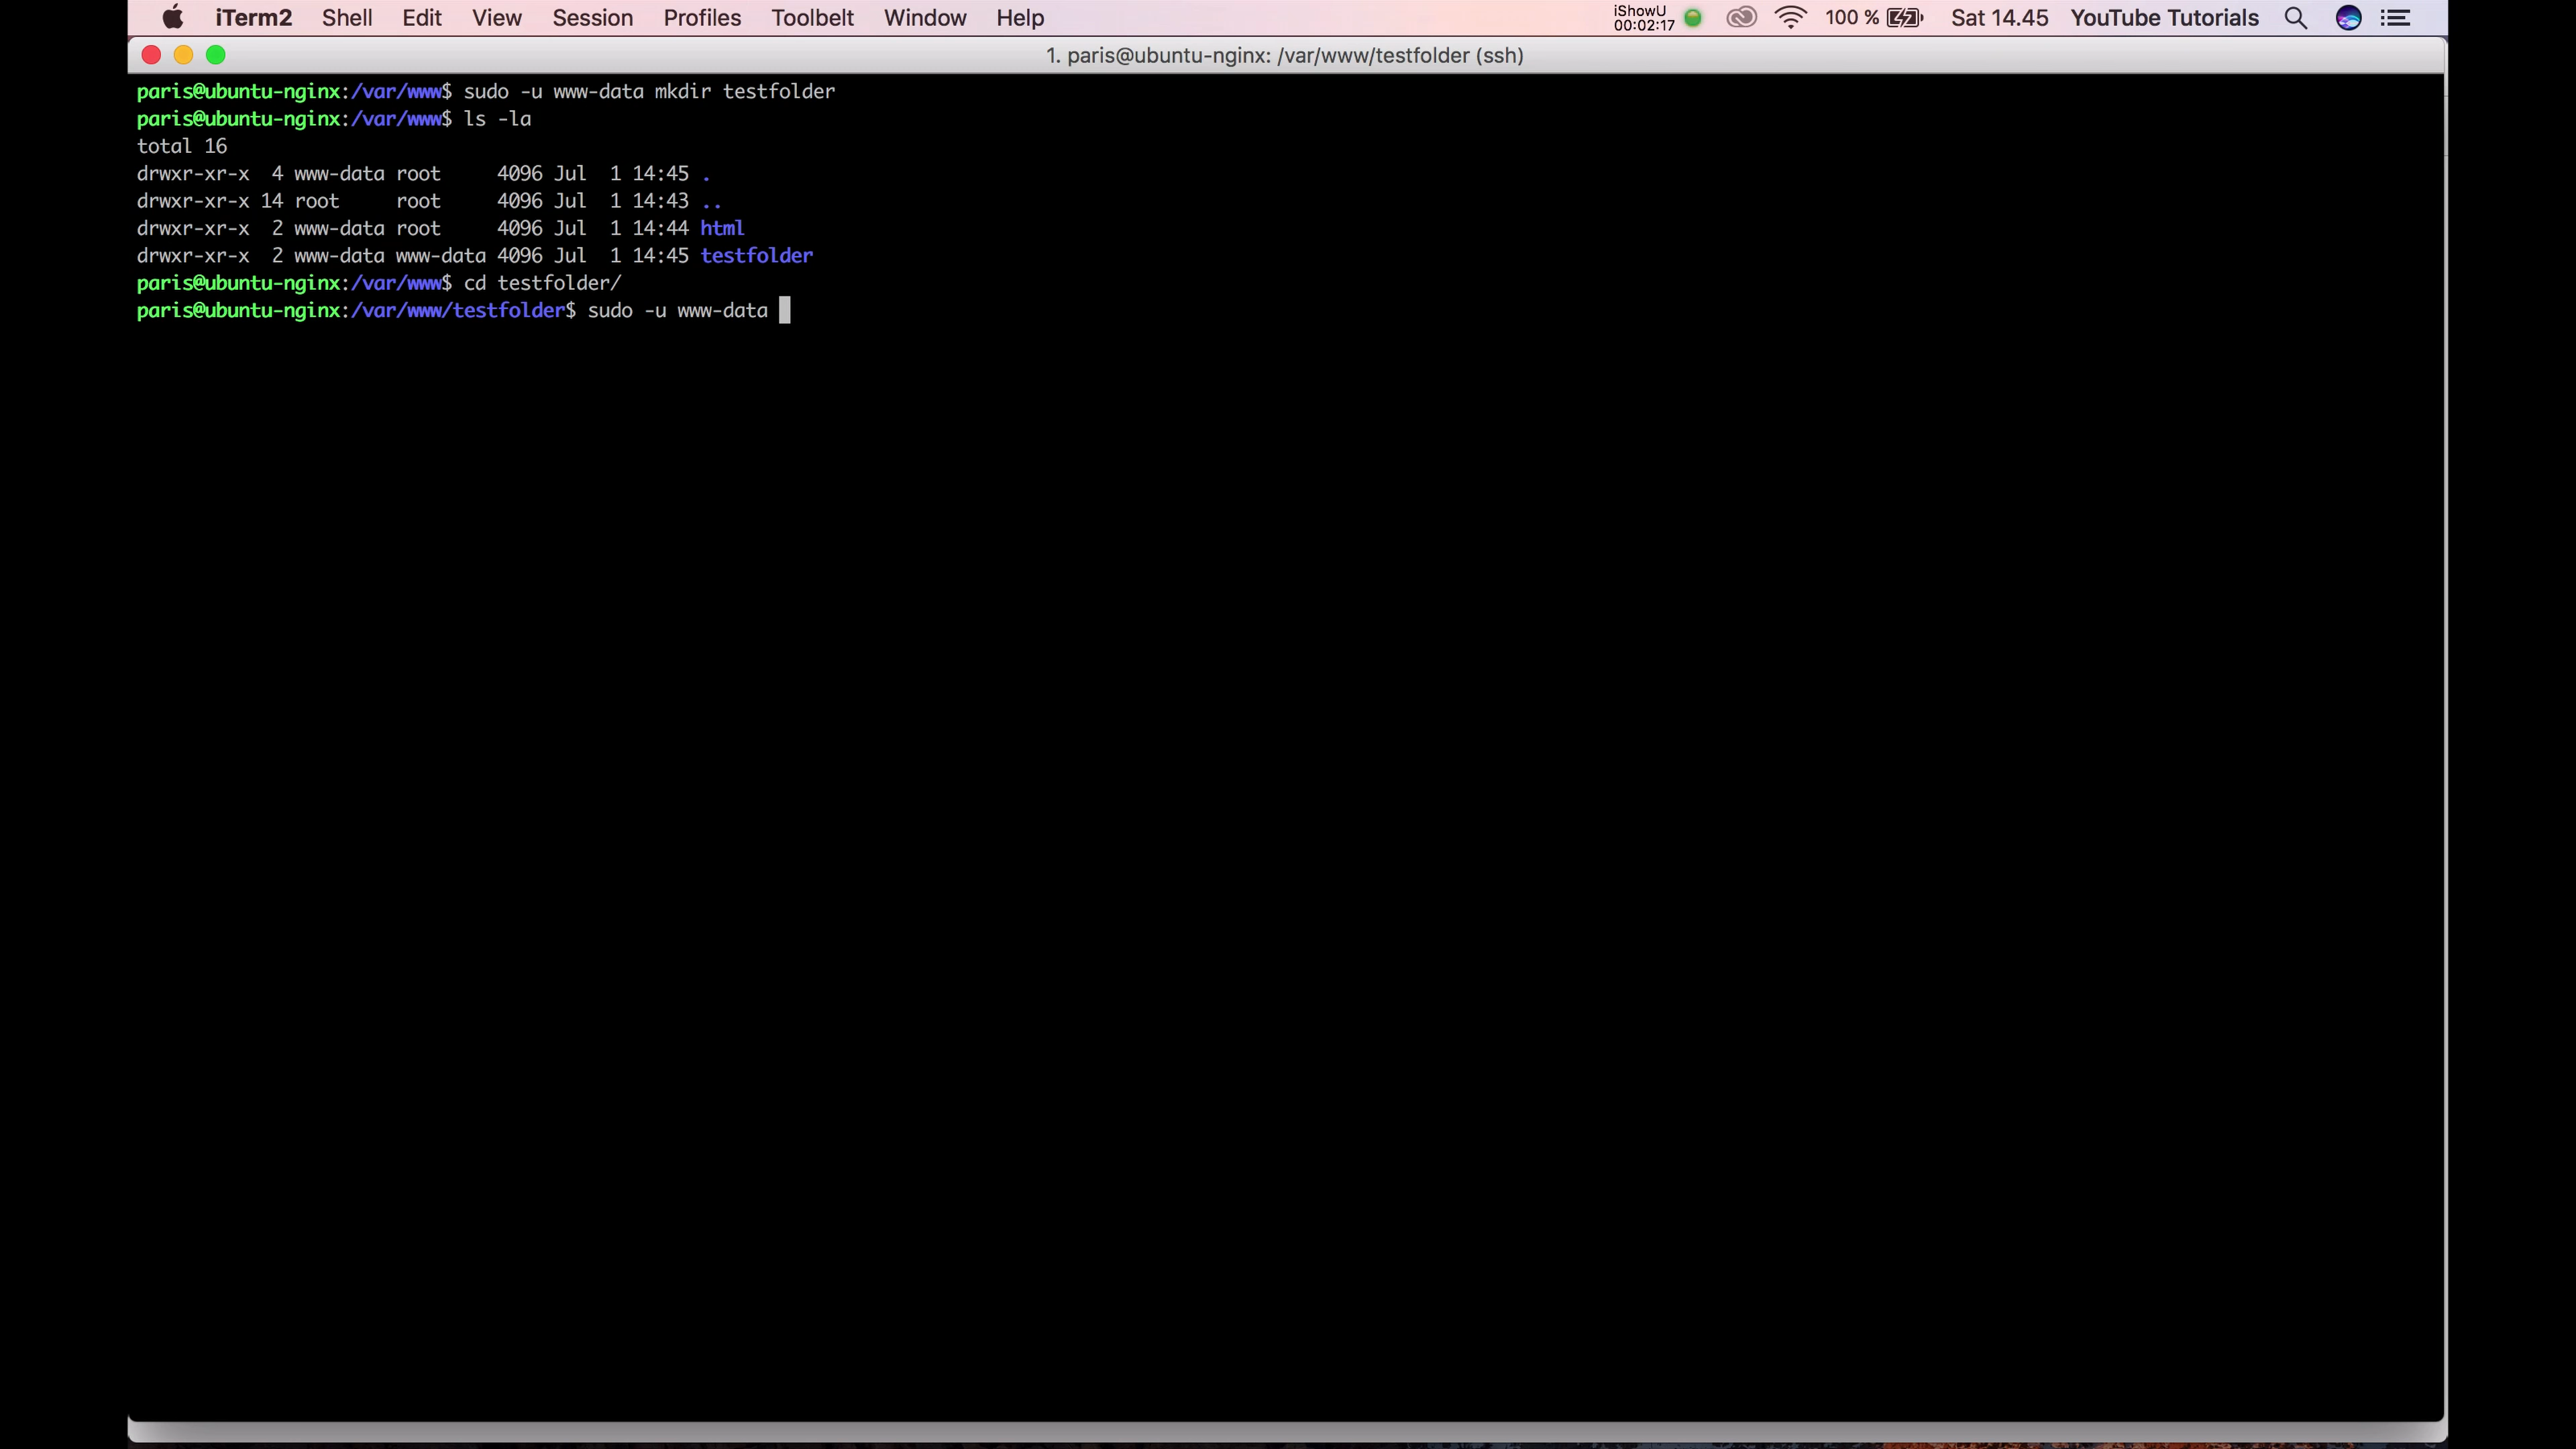 iTerm2 Shell Edit View Session Profiles Toolbelt Window Help iShowU 00:02:17 100 % Sat 14.45 YouTube Tutorials
1. paris@ubuntu-nginx: /var/www/testfolder (ssh)
paris@ubuntu-nginx:/var/www$ sudo -u www-data mkdir testfolder
paris@ubuntu-nginx:/var/www$ ls -la
total 16
drwxr-xr-x  4 www-data root     4096 Jul  1 14:45 .
drwxr-xr-x 14 root     root     4096 Jul  1 14:43 ..
drwxr-xr-x  2 www-data root     4096 Jul  1 14:44 html
drwxr-xr-x  2 www-data www-data 4096 Jul  1 14:45 testfolder
paris@ubuntu-nginx:/var/www$ cd testfolder/
paris@ubuntu-nginx:/var/www/testfolder$ sudo -u www-data